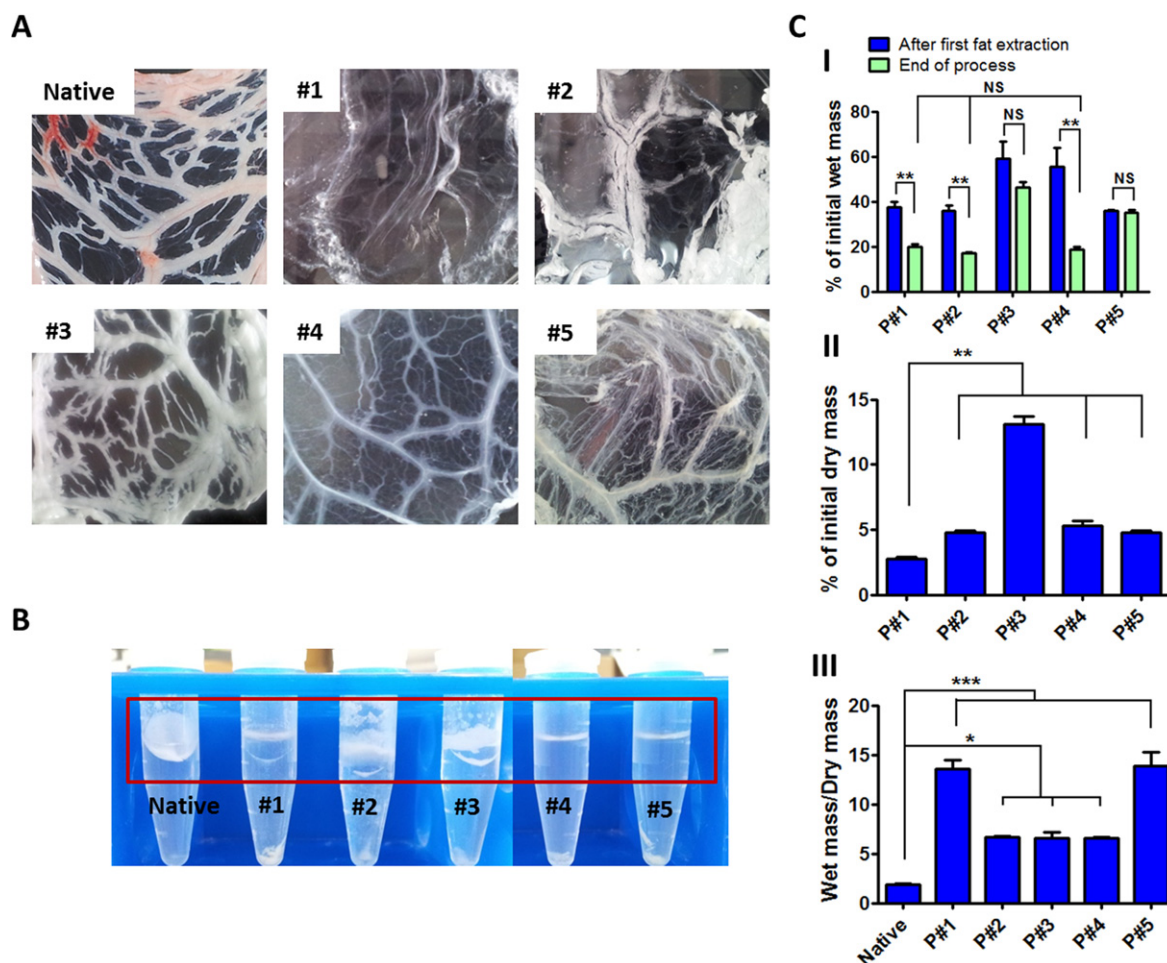 A
Native
#1
#2
#3
#4
#5
B
Native
#1
#2
#3
#4
#5
C
I
After first fat extraction
End of process
NS
NS
**
**
**
NS
% of initial wet mass
80
60
40
20
0
P#1
P#2
P#3
P#4
P#5
II
**
% of initial dry mass
15
10
5
0
P#1
P#2
P#3
P#4
P#5
III
***
*
Wet mass/Dry mass
20
15
10
5
0
Native
P#1
P#2
P#3
P#4
P#5